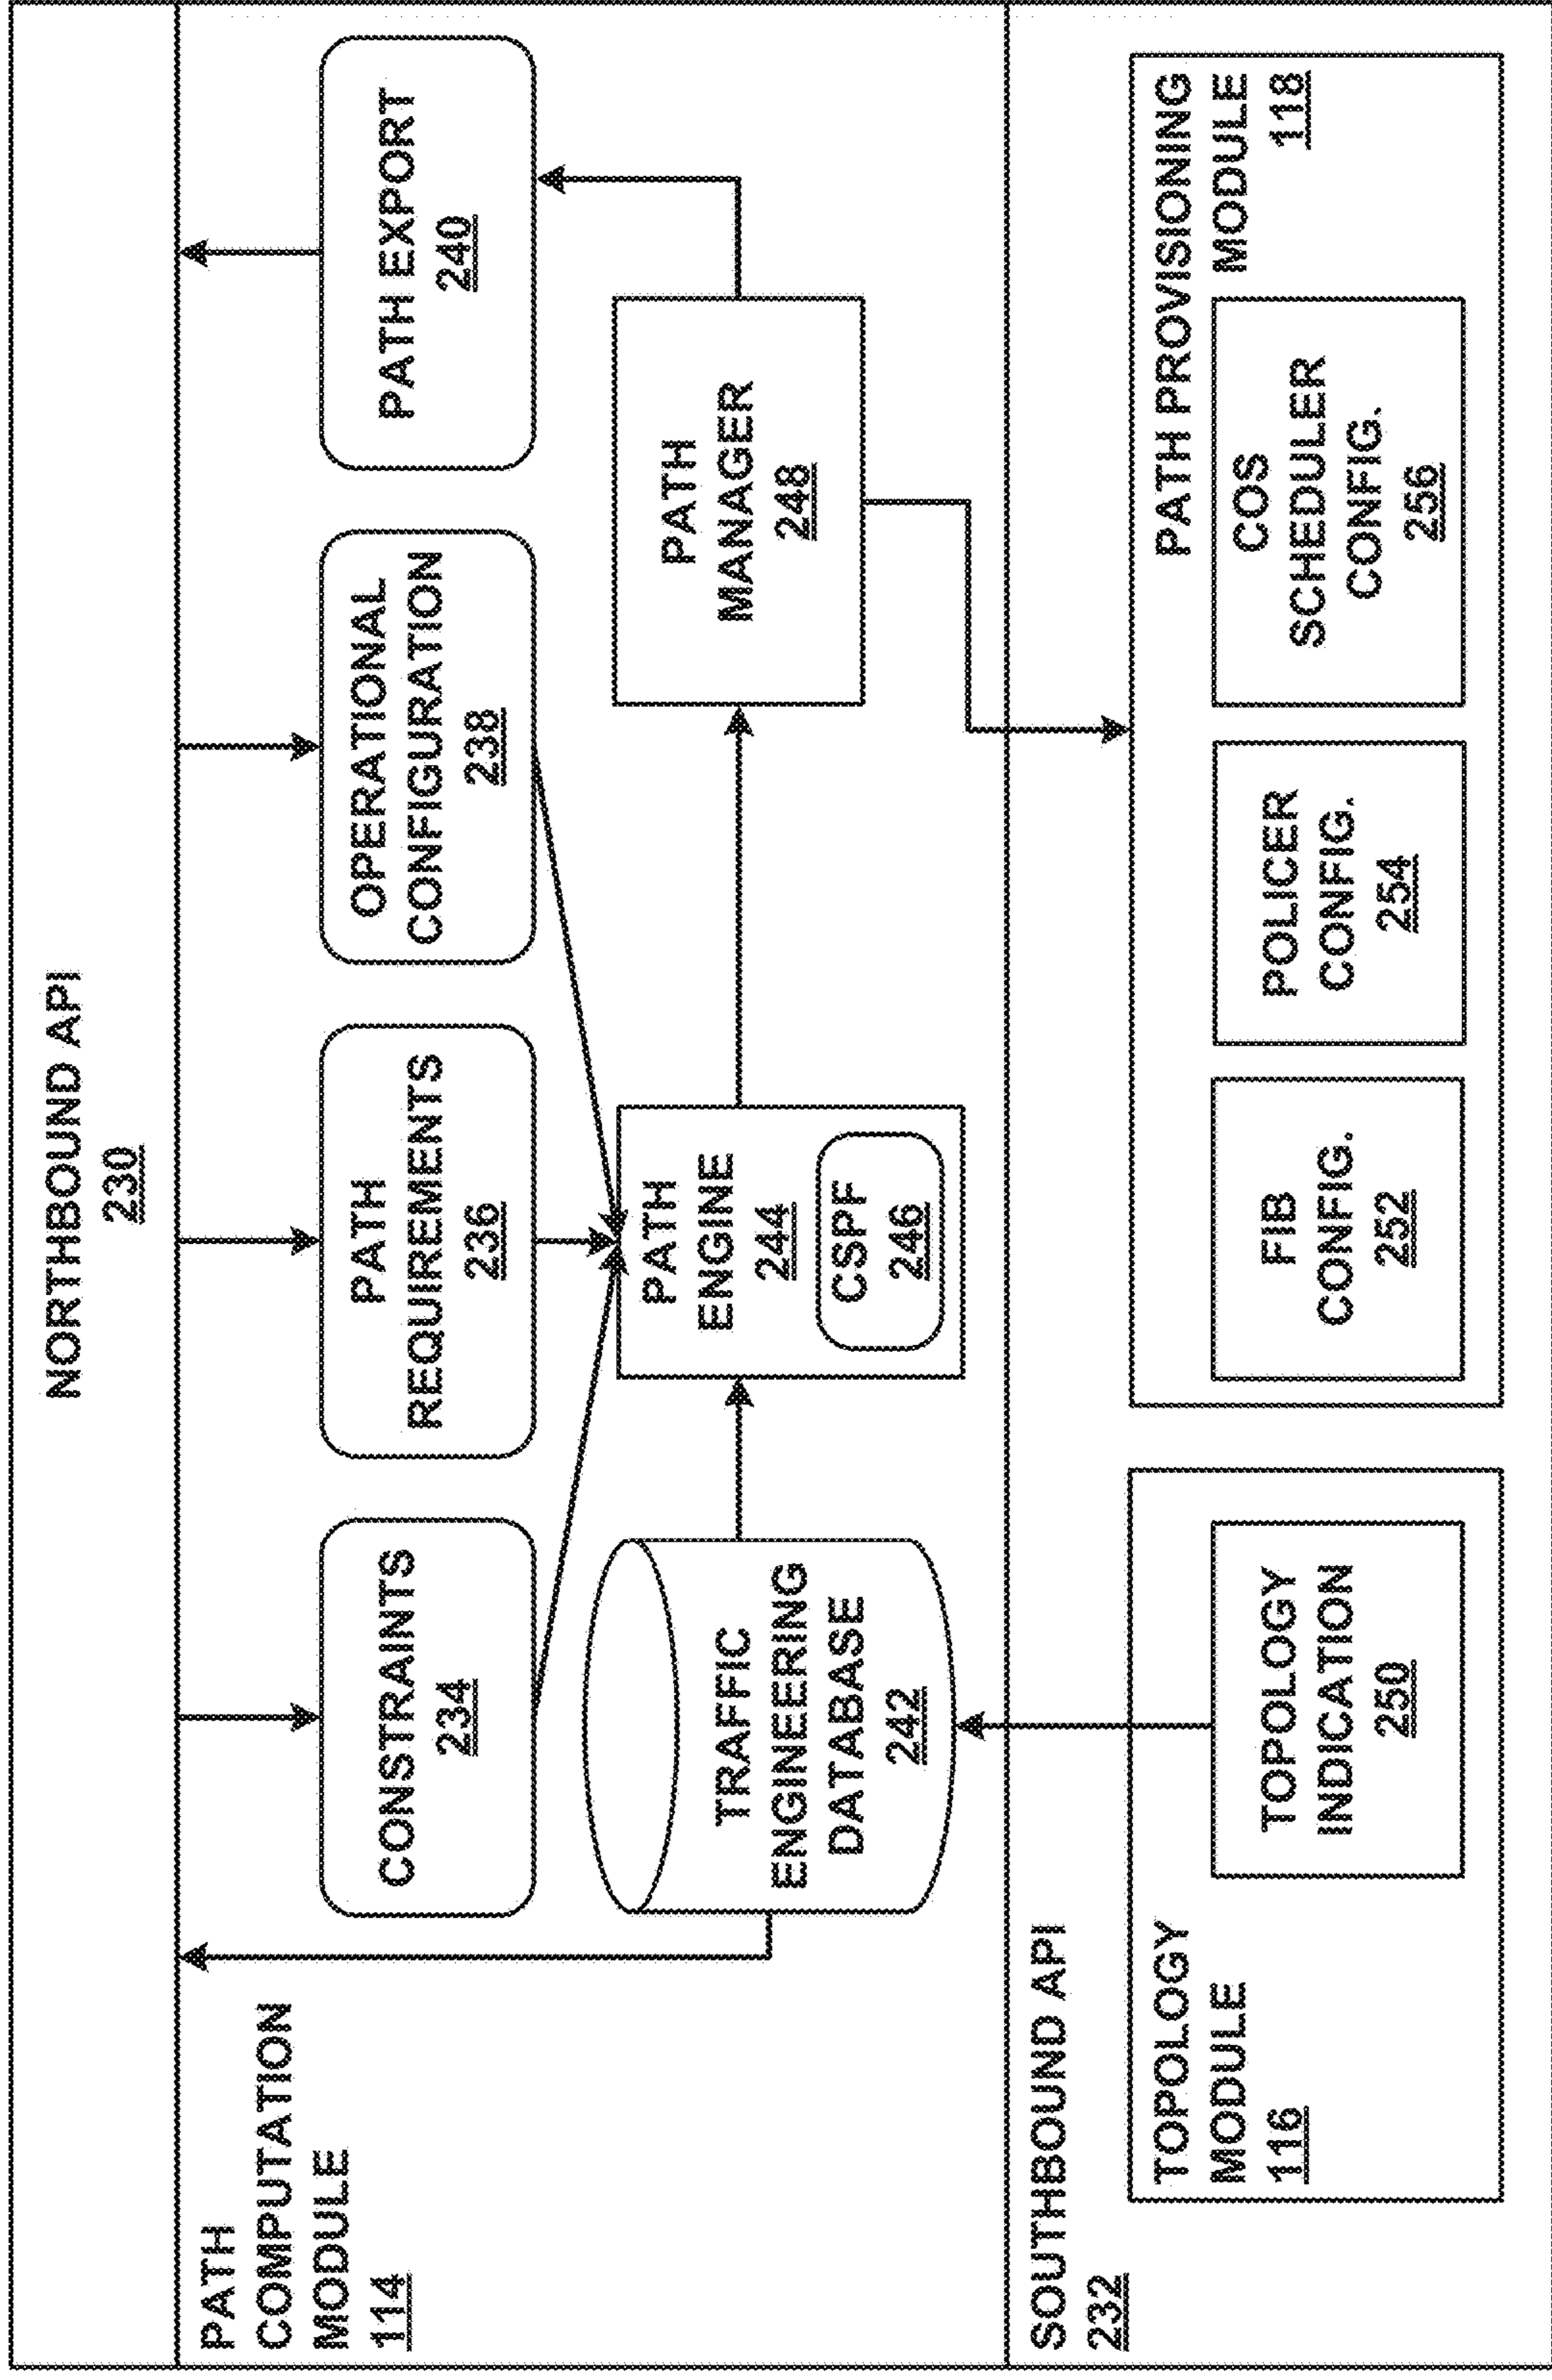 NORTHBOUND API
230
PATH
COMPUTATION
MODULE
114
CONSTRAINTS
234
PATH
REQUIREMENTS
236
OPERATIONAL
CONFIGURATION
238
PATH EXPORT
240
TRAFFIC
ENGINEERING
DATABASE
242
PATH
ENGINE
244
CSPF
246
PATH
MANAGER
248
SOUTHBOUND API
232
TOPOLOGY
MODULE
116
TOPOLOGY
INDICATION
250
PATH PROVISIONING
MODULE
118
FIB
CONFIG.
252
POLICER
CONFIG.
254
COS
SCHEDULER
CONFIG.
256